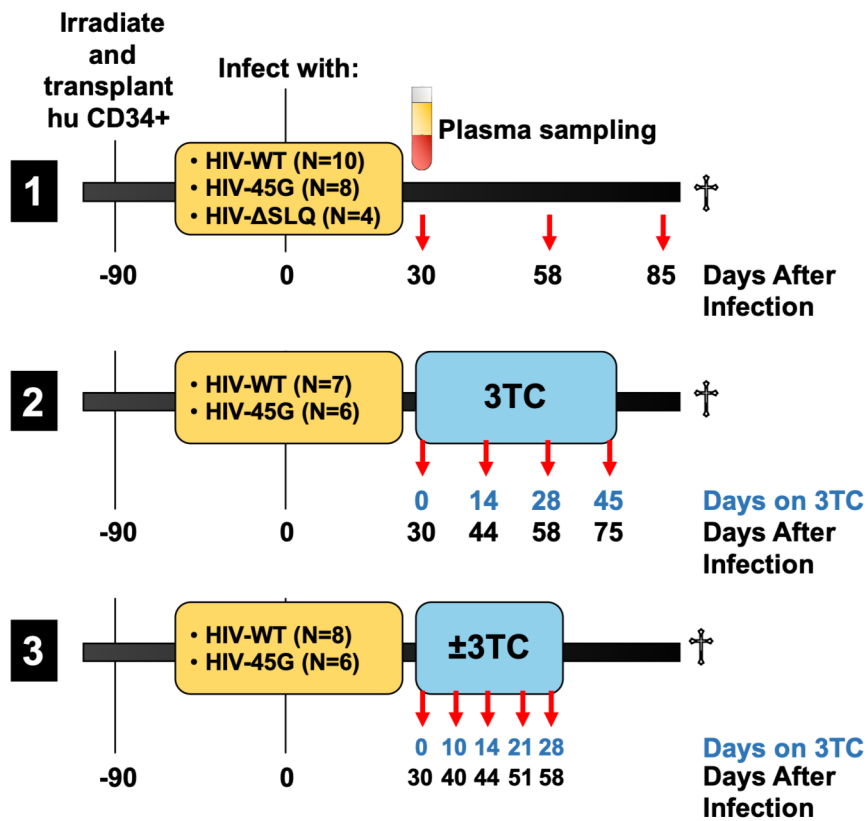 Irradiate
and
transplant
hu CD34+
Infect with:
Plasma sampling
1
• HIV-WT (N=10)
• HIV-45G (N=8)
• HIV-ΔSLQ (N=4)
-90 0 30 58 85 Days After
Infection
2
• HIV-WT (N=7)
• HIV-45G (N=6)
3TC
0 14 28 45 Days on 3TC
-90 0 30 44 58 75 Days After
Infection
3
• HIV-WT (N=8)
• HIV-45G (N=6)
±3TC
0 10 14 21 28 Days on 3TC
-90 0 30 40 44 51 58 Days After
Infection